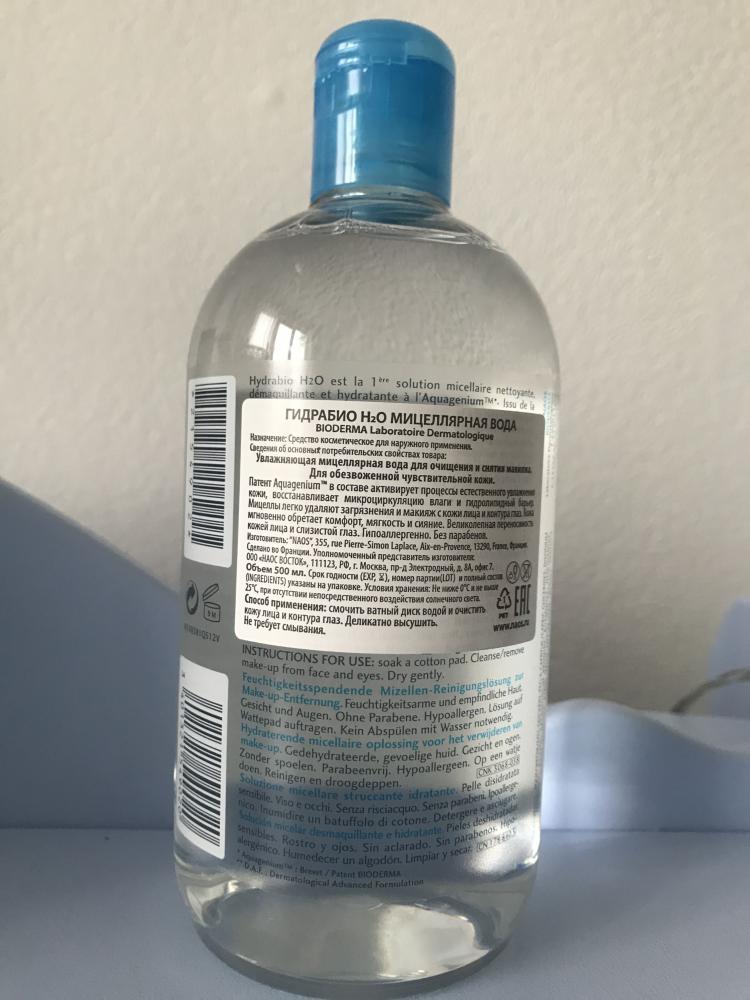 Hydrabio H2O est la 1ère solution micellaire nettoyante,
démaquillante et hydratante à l'Aquagenium™*. Issu de la
ГИДРАБИО H2O МИЦЕЛЛЯРНАЯ ВОДА
BIODERMA Laboratoire Dermatologique
Назначение: Средство косметическое для наружного применения.
Сведения об основных потребительских свойствах товара:
Увлажняющая мицеллярная вода для очищения и снятия макияжа.
Для обезвоженной чувствительной кожи.
Патент Aquagenium™ в составе активирует процессы естественного увлажнения
кожи, восстанавливает микроциркуляцию влаги и гидролипидный барьер.
Мицеллы легко удаляют загрязнения и макияж с кожи лица и контура глаз. Кожа
мгновенно обретает комфорт, мягкость и сияние. Великолепная переносимость
кожей лица и слизистой глаз. Гипоаллергенно. Без парабенов.
Изготовитель: "NAOS", 355, rue Pierre-Simon Laplace, Aix-en-Provence, 13290, France, Франция.
Сделано во Франции. Уполномоченный представитель изготовителя:
ООО «НАОС ВОСТОК», 111123, РФ, г. Москва, пр-д Электродный, д. 8А, офис 7.
Объем 500 мл. Срок годности (EXP, ), номер партии(LOT) и полный состав
(INGREDIENTS) указаны на упаковке. Условия хранения: Не ниже 0°С и не выше
25°С, при отсутствии непосредственного воздействия солнечного света.
Способ применения: смочить ватный диск водой и очистить
кожу лица и контура глаз. Деликатно высушить.
Не требует смывания.
PET
EAC
www.naos.ru
9 M
INSTRUCTIONS FOR USE: soak a cotton pad. Cleanse/remove
make-up from face and eyes. Dry gently.
Feuchtigkeitsspendende Mizellen-Reinigungslösung zur
Make-up-Entfernung. Feuchtigkeitsarme und empfindliche Haut.
Gesicht und Augen. Ohne Parabene. Hypoallergen. Lösung auf
Wattepad auftragen. Kein Abspülen mit Wasser notwendig.
Hydraterende micellaire oplossing voor het verwijderen van
make-up. Gedehydrateerde, gevoelige huid. Gezicht en ogen.
Zonder spoelen. Parabeenvrij. Hypoallergeen. Op een watje
doen. Reinigen en droogdeppen.
Soluzione micellare struccante idratante. Pelle disidratata
sensibile. Viso e occhi. Senza risciacquo. Senza parabeni. Ipoallerge-
nico. Inumidire un batuffolo di cotone. Detergere e asciugare.
Solución micelar desmaquillante e hidratante. Pieles deshidratadas
sensibles. Rostro y ojos. Sin aclarado. Sin parabenos. Hipo-
alergénico. Humedecer un algodón. Limpiar y secar.
* Aquagenium™ : Brevet / Patent BIODERMA
** D.A.F. : Dermatological Advanced Formulation